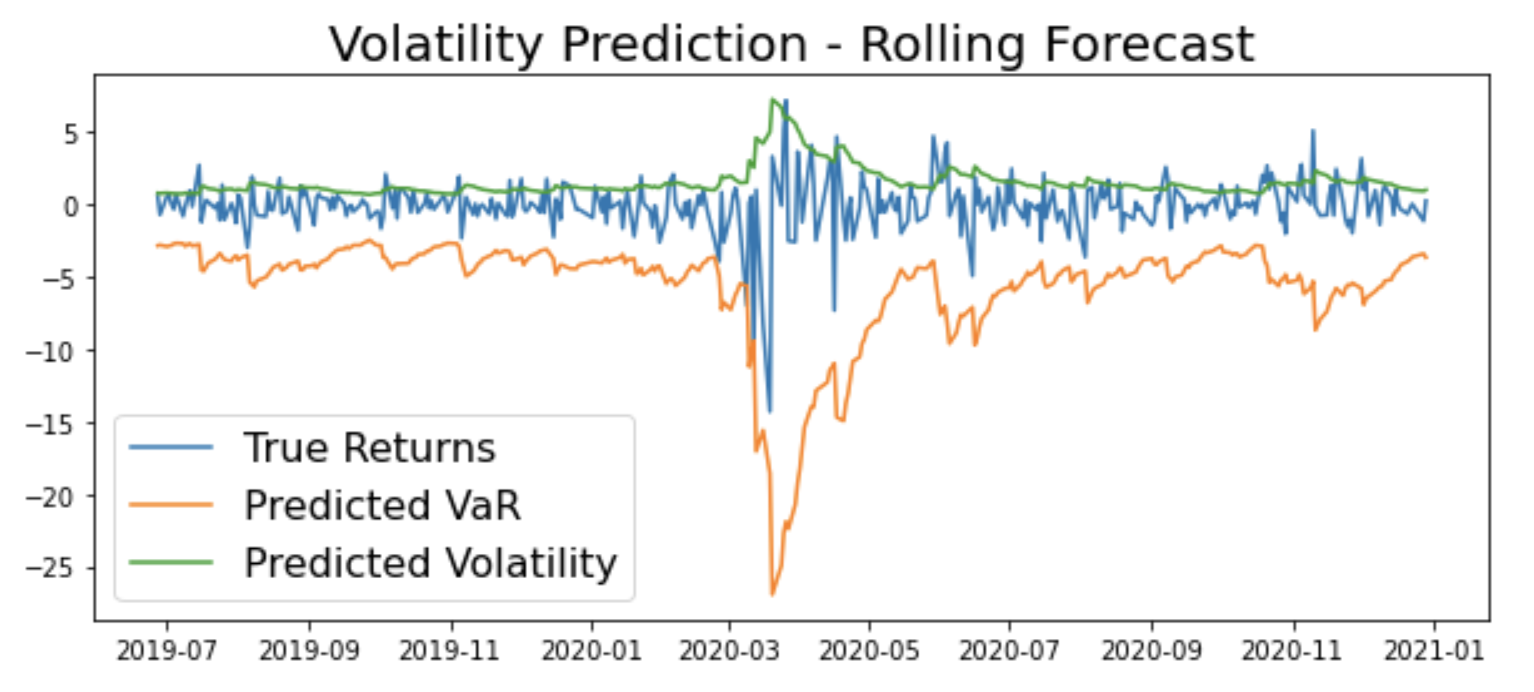 Volatility Prediction - Rolling Forecast
5
0
−5
−10
−15
−20
−25
True Returns
Predicted VaR
Predicted Volatility
2019-07 2019-09 2019-11 2020-01 2020-03 2020-05 2020-07 2020-09 2020-11 2021-01